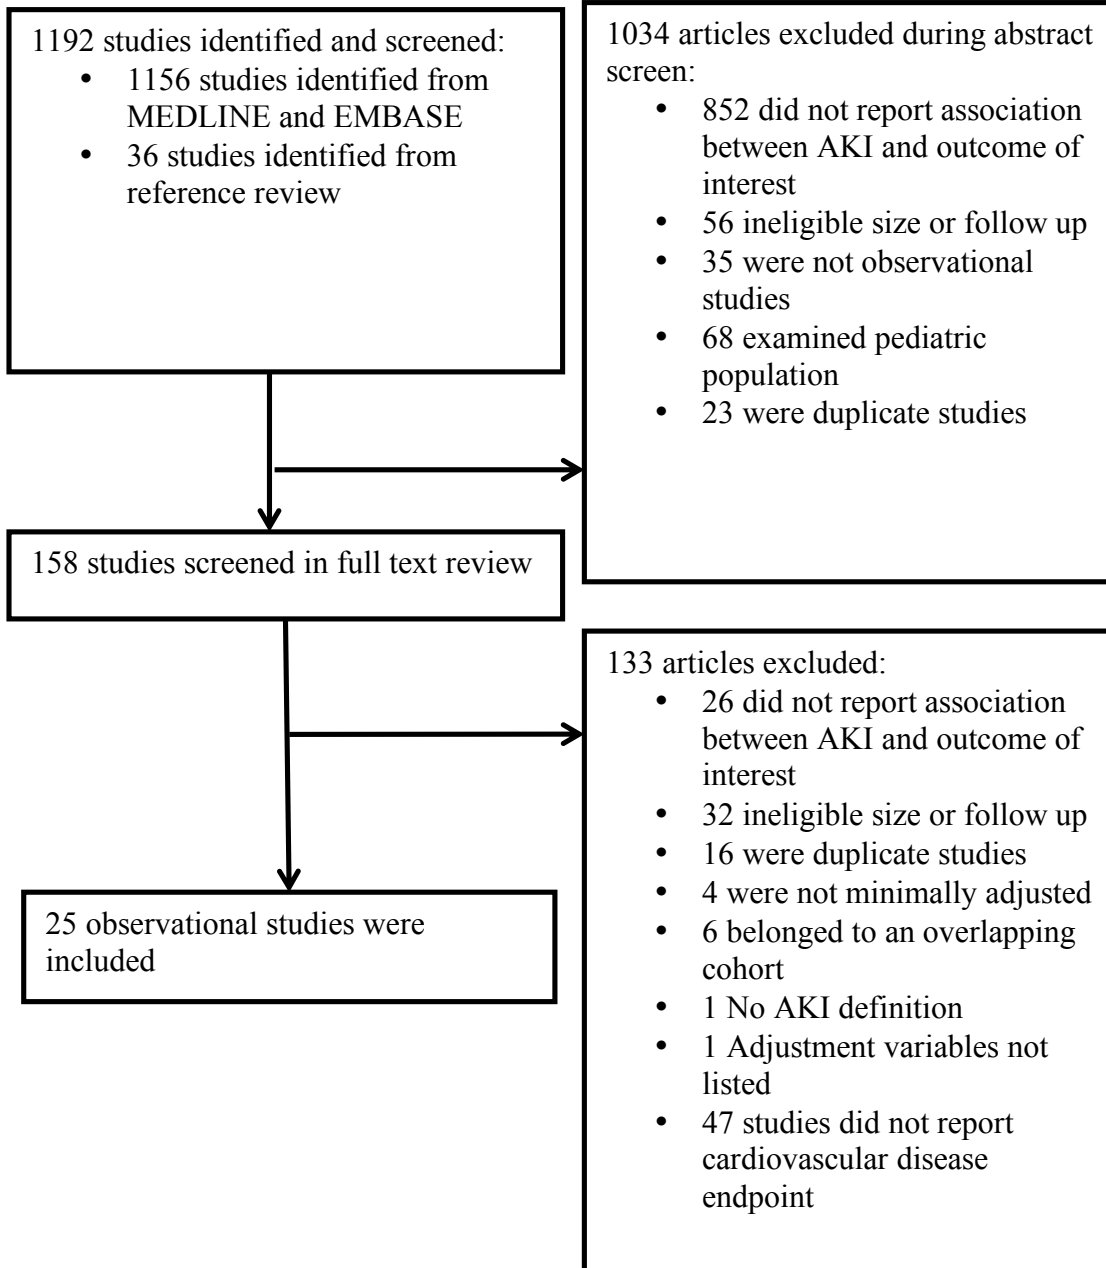 1192 studies identified and screened:
• 1156 studies identified from
MEDLINE and EMBASE
• 36 studies identified from
reference review
1034 articles excluded during abstract
screen:
• 852 did not report association
between AKI and outcome of
interest
• 56 ineligible size or follow up
• 35 were not observational
studies
• 68 examined pediatric
population
• 23 were duplicate studies
158 studies screened in full text review
133 articles excluded:
• 26 did not report association
between AKI and outcome of
interest
• 32 ineligible size or follow up
• 16 were duplicate studies
• 4 were not minimally adjusted
• 6 belonged to an overlapping
cohort
• 1 No AKI definition
• 1 Adjustment variables not
listed
• 47 studies did not report
cardiovascular disease
endpoint
25 observational studies were
included